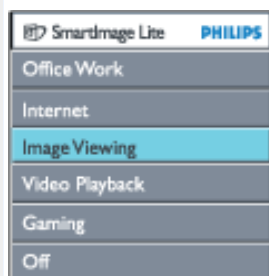 SmartImage Lite PHILIPS
Office Work
Internet
Image Viewing
Video Playback
Gaming
Off